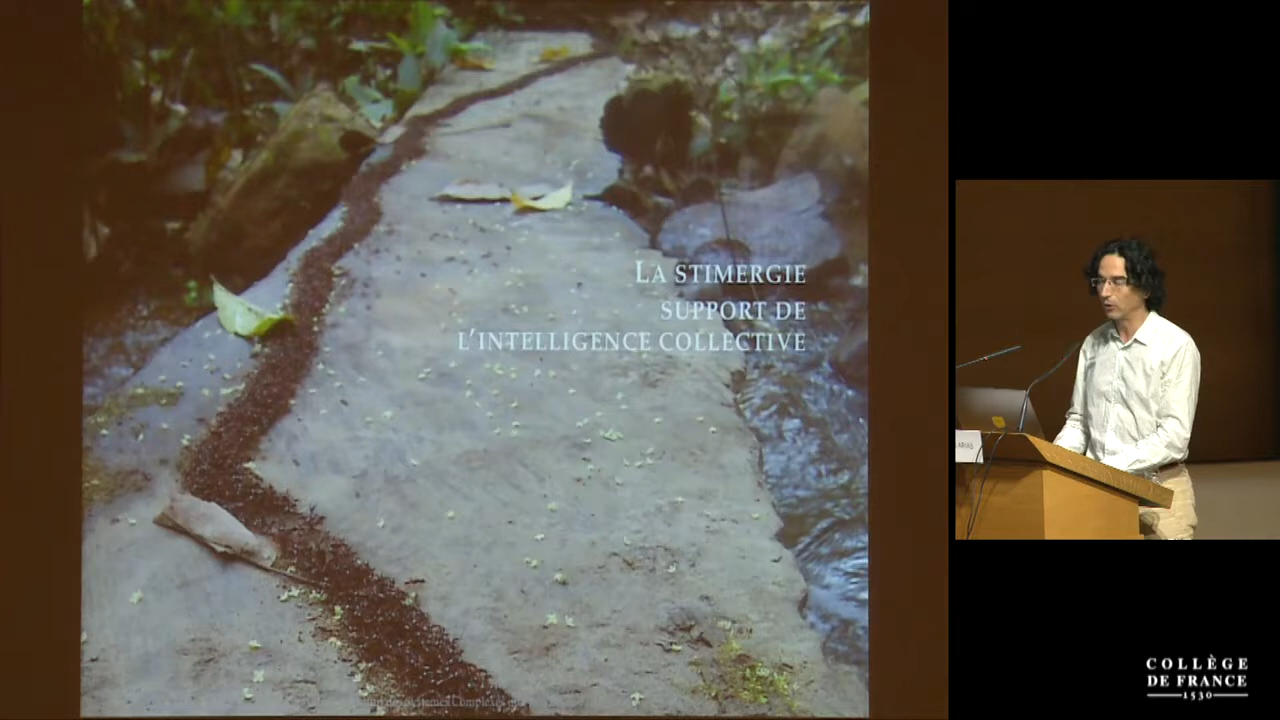 LA STIMERGIE
SUPPORT DE
L'INTELLIGENCE COLLECTIVE
COLLÈGE
DE FRANCE
1530